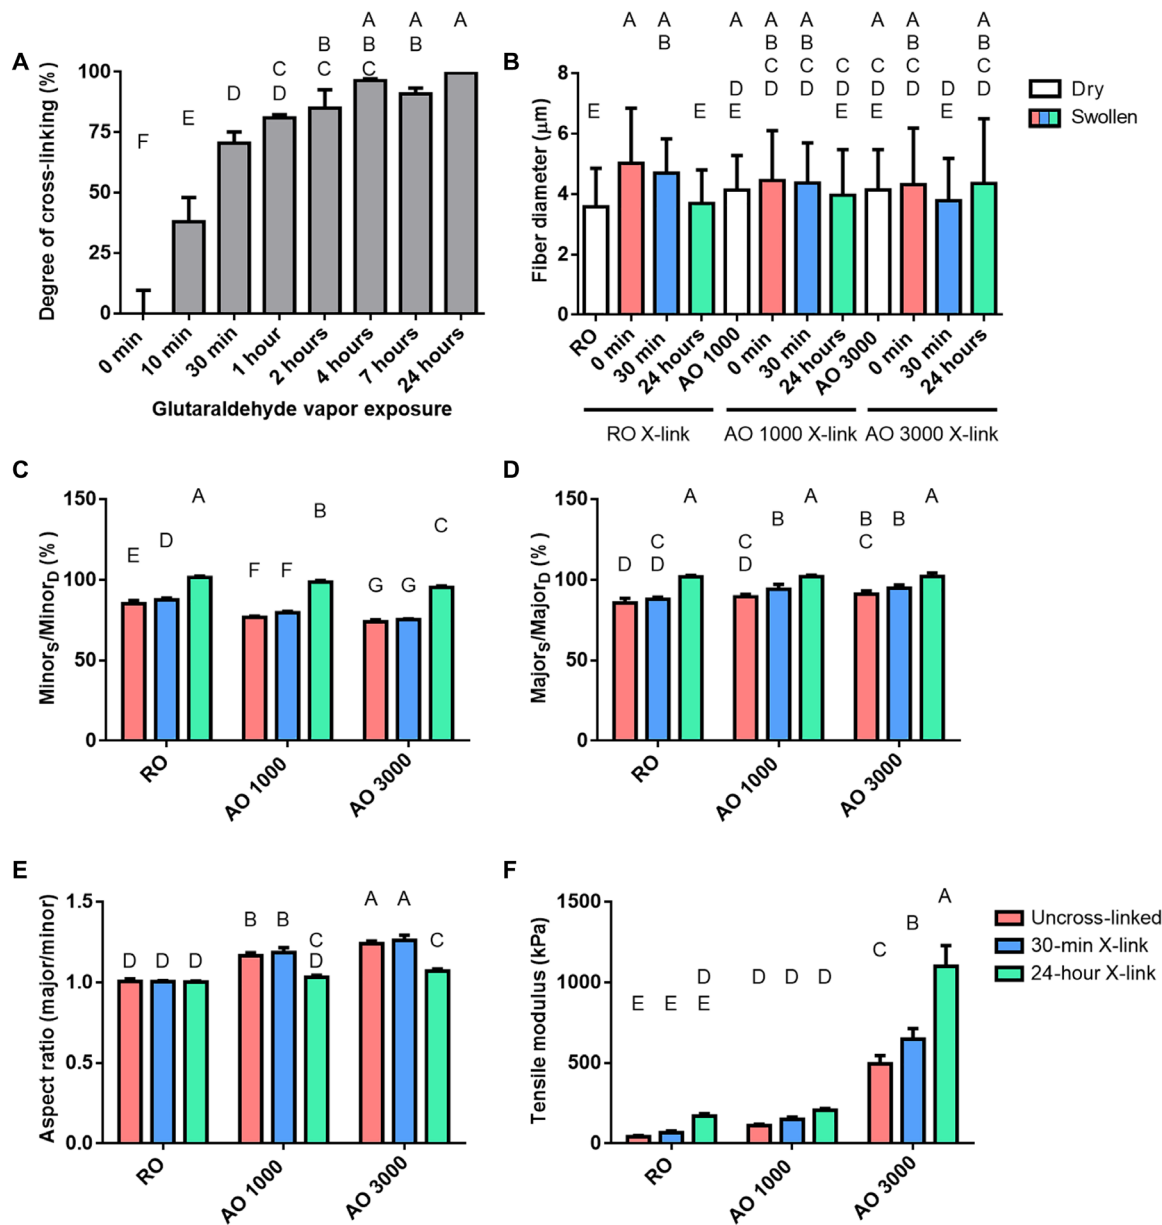 A
Degree of cross-linking (%)
100
75
50
25
0
F
E
D
C
D
B
C
A
B
C
A
B
A
0 min
10 min
30 min
1 hour
2 hours
4 hours
7 hours
24 hours
Glutaraldehyde vapor exposure
B
Fiber diameter (μm)
8
6
4
2
0
E
A
A
B
E
A
D
E
A
B
C
D
A
B
C
D
C
D
E
A
C
D
E
A
B
C
D
D
E
A
B
C
D
Dry
Swollen
RO
0 min
30 min
24 hours
AO 1000
0 min
30 min
24 hours
AO 3000
0 min
30 min
24 hours
RO X-link
AO 1000 X-link
AO 3000 X-link
C
MinorS/MinorD (%)
150
100
50
0
E
D
A
F
F
B
G
G
C
RO
AO 1000
AO 3000
D
MajorS/MajorD (%)
150
100
50
0
D
C
D
A
C
D
B
A
B
C
B
A
RO
AO 1000
AO 3000
E
Aspect ratio (major/minor)
1.5
1.0
0.5
0.0
D
D
D
B
B
C
D
A
A
C
RO
AO 1000
AO 3000
F
Tensile modulus (kPa)
1500
1000
500
0
E
E
D
E
D
D
D
C
B
A
RO
AO 1000
AO 3000
Uncross-linked
30-min X-link
24-hour X-link